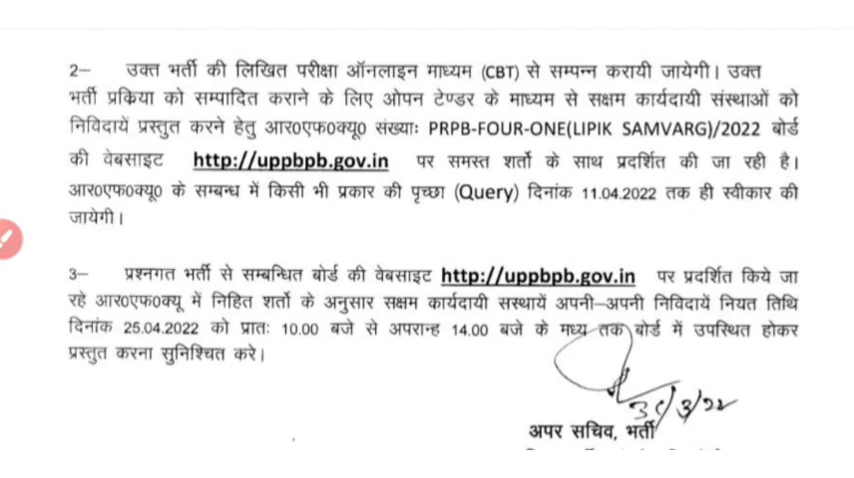 2– उक्त भर्ती की लिखित परीक्षा ऑनलाइन माध्यम (CBT) से सम्पन्न करायी जायेगी। उक्त
भर्ती प्रक्रिया को सम्पादित कराने के लिए ओपन टेण्डर के माध्यम से सक्षम कार्यदायी संस्थाओं को
निविदायें प्रस्तुत करने हेतु आर0एफ0क्यू0 संख्याः PRPB-FOUR-ONE(LIPIK SAMVARG)/2022 बोर्ड
की वेबसाइट http://uppbpb.gov.in पर समस्त शर्तो के साथ प्रदर्शित की जा रही है।
आर0एफ0क्यू0 के सम्बन्ध में किसी भी प्रकार की पृच्छा (Query) दिनांक 11.04.2022 तक ही स्वीकार की
जायेगी।
3– प्रश्नगत भर्ती से सम्बन्धित बोर्ड की वेबसाइट http://uppbpb.gov.in पर प्रदर्शित किये जा
रहे आर0एफ0क्यू में निहित शर्तो के अनुसार सक्षम कार्यदायी सस्थायें अपनी–अपनी निविदायें नियत तिथि
दिनांक 25.04.2022 को प्रातः 10.00 बजे से अपरान्ह 14.00 बजे के मध्य तक बोर्ड में उपस्थित होकर
प्रस्तुत करना सुनिश्चित करे।
अपर सचिव, भर्ती